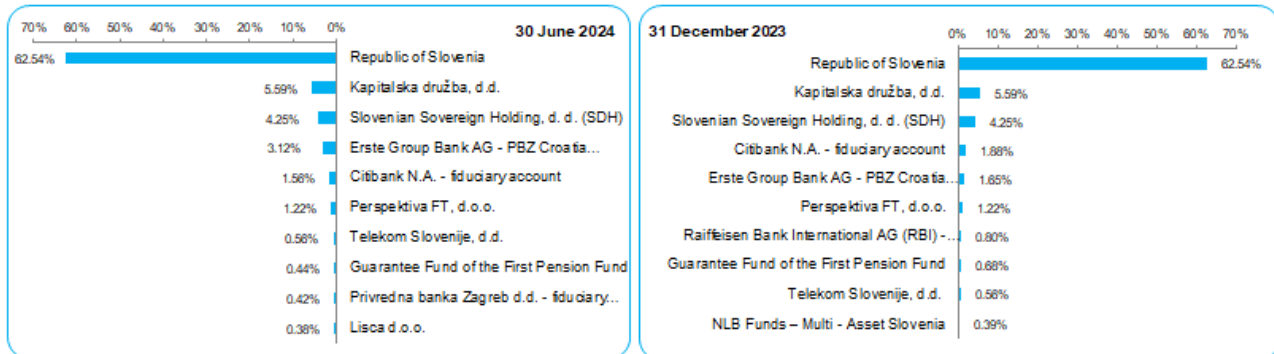 70% 60% 50% 40% 30% 20% 10% 0%
30 June 2024
62.54% Republic of Slovenia
5.59% Kapitalska družba, d.d.
4.25% Slovenian Sovereign Holding, d. d. (SDH)
3.12% Erste Group Bank AG - PBZ Croatia...
1.56% Citibank N.A. - fiduciary account
1.22% Perspektiva FT, d.o.o.
0.56% Telekom Slovenije, d.d.
0.44% Guarantee Fund of the First Pension Fund
0.42% Privredna banka Zagreb d.d. - fiduciary...
0.38% Lisca d.o.o.
31 December 2023
0% 10% 20% 30% 40% 50% 60% 70%
Republic of Slovenia 62.54%
Kapitalska družba, d.d. 5.59%
Slovenian Sovereign Holding, d. d. (SDH) 4.25%
Citibank N.A. - fiduciary account 1.88%
Erste Group Bank AG - PBZ Croatia... 1.65%
Perspektiva FT, d.o.o. 1.22%
Raiffeisen Bank International AG (RBI) -... 0.80%
Guarantee Fund of the First Pension Fund 0.68%
Telekom Slovenije, d.d. 0.56%
NLB Funds – Multi - Asset Slovenia 0.39%